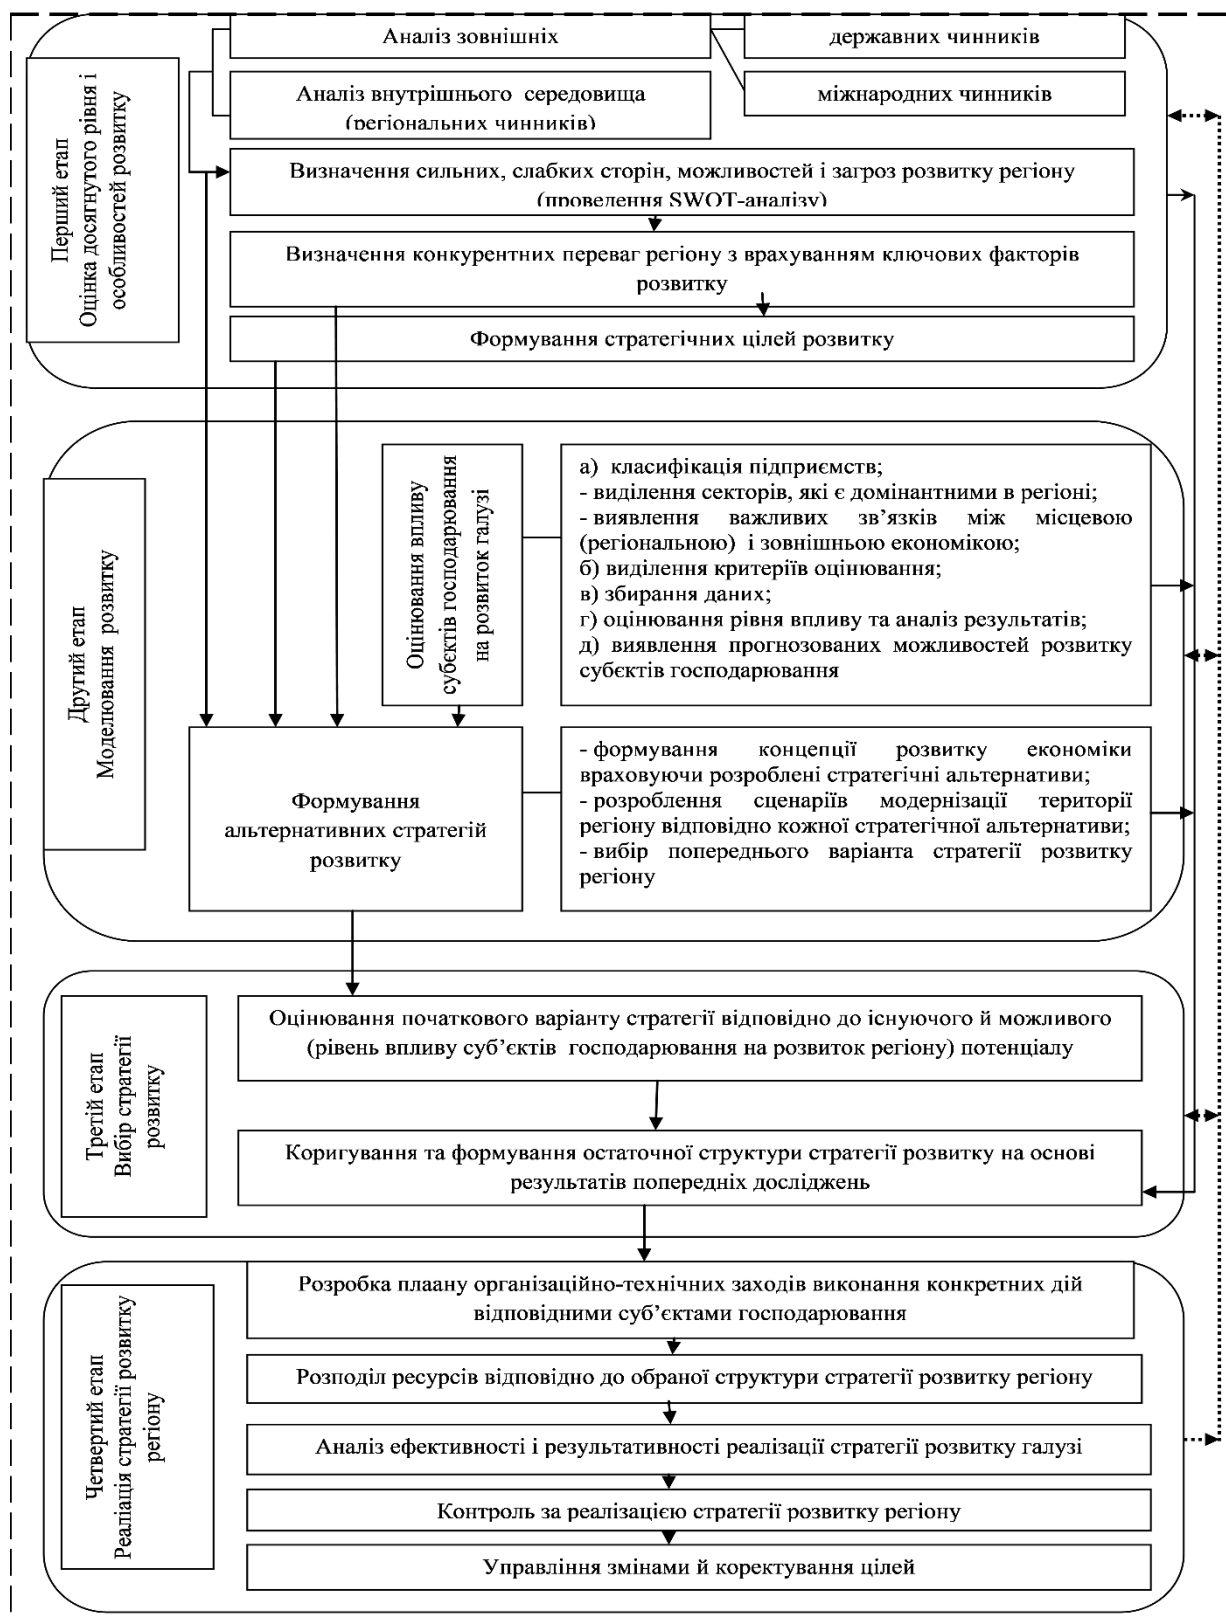 Аналіз зовнішніх
державних чинників
Аналіз внутрішнього середовища
(регіональних чинників)
міжнародних чинників
Перший етап
Оцінка досягнутого рівня і
особливостей розвитку
Визначення сильних, слабких сторін, можливостей і загроз розвитку регіону
(проведення SWOT-аналізу)
Визначення конкурентних переваг регіону з врахуванням ключових факторів
розвитку
Формування стратегічних цілей розвитку
Другий етап
Моделювання розвитку
Оцінювання впливу
субєктів господарювання
на розвиток галузі
а) класифікація підприємств;
- виділення секторів, які є домінантними в регіоні;
- виявлення важливих зв’язків між місцевою
(регіональною) і зовнішньою економікою;
б) виділення критеріїв оцінювання;
в) збирання даних;
г) оцінювання рівня впливу та аналіз результатів;
д) виявлення прогнозованих можливостей розвитку
субєктів господарювання
Формування
альтернативних стратегій
розвитку
- формування концепції розвитку економіки
враховуючи розроблені стратегічні альтернативи;
- розроблення сценаріїв модернізації території
регіону відповідно кожної стратегічної альтернативи;
- вибір попереднього варіанта стратегії розвитку
регіону
Третій етап
Вибір стратегії
розвитку
Оцінювання початкового варіанту стратегії відповідно до існуючого й можливого
(рівень впливу суб’єктів господарювання на розвиток регіону) потенціалу
Коригування та формування остаточної структури стратегії розвитку на основі
результатів попередніх досліджень
Четвертий етап
Реаліація стратегії розвитку
регіону
Розробка плаану організаційно-технічних заходів виконання конкретних дій
відповідними суб’єктами господарювання
Розподіл ресурсів відповідно до обраної структури стратегії розвитку регіону
Аналіз ефективності і результативності реалізації стратегії розвитку галузі
Контроль за реалізацією стратегії розвитку регіону
Управління змінами й коректування цілей